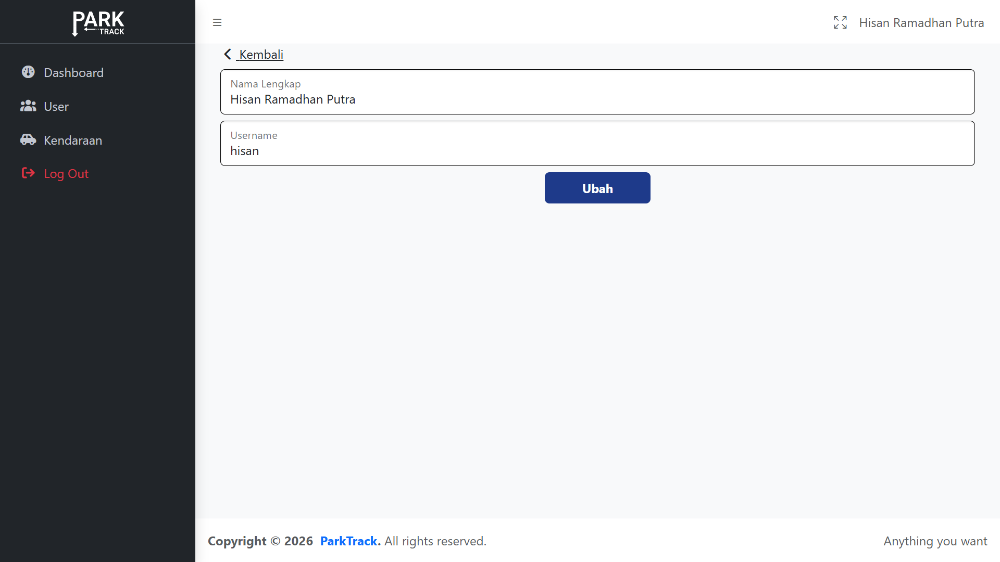 PARK
TRACK
Dashboard
User
Kendaraan
Log Out
Hisan Ramadhan Putra
Kembali
Nama Lengkap
Hisan Ramadhan Putra
Username
hisan
Ubah
Copyright © 2026 ParkTrack. All rights reserved.
Anything you want